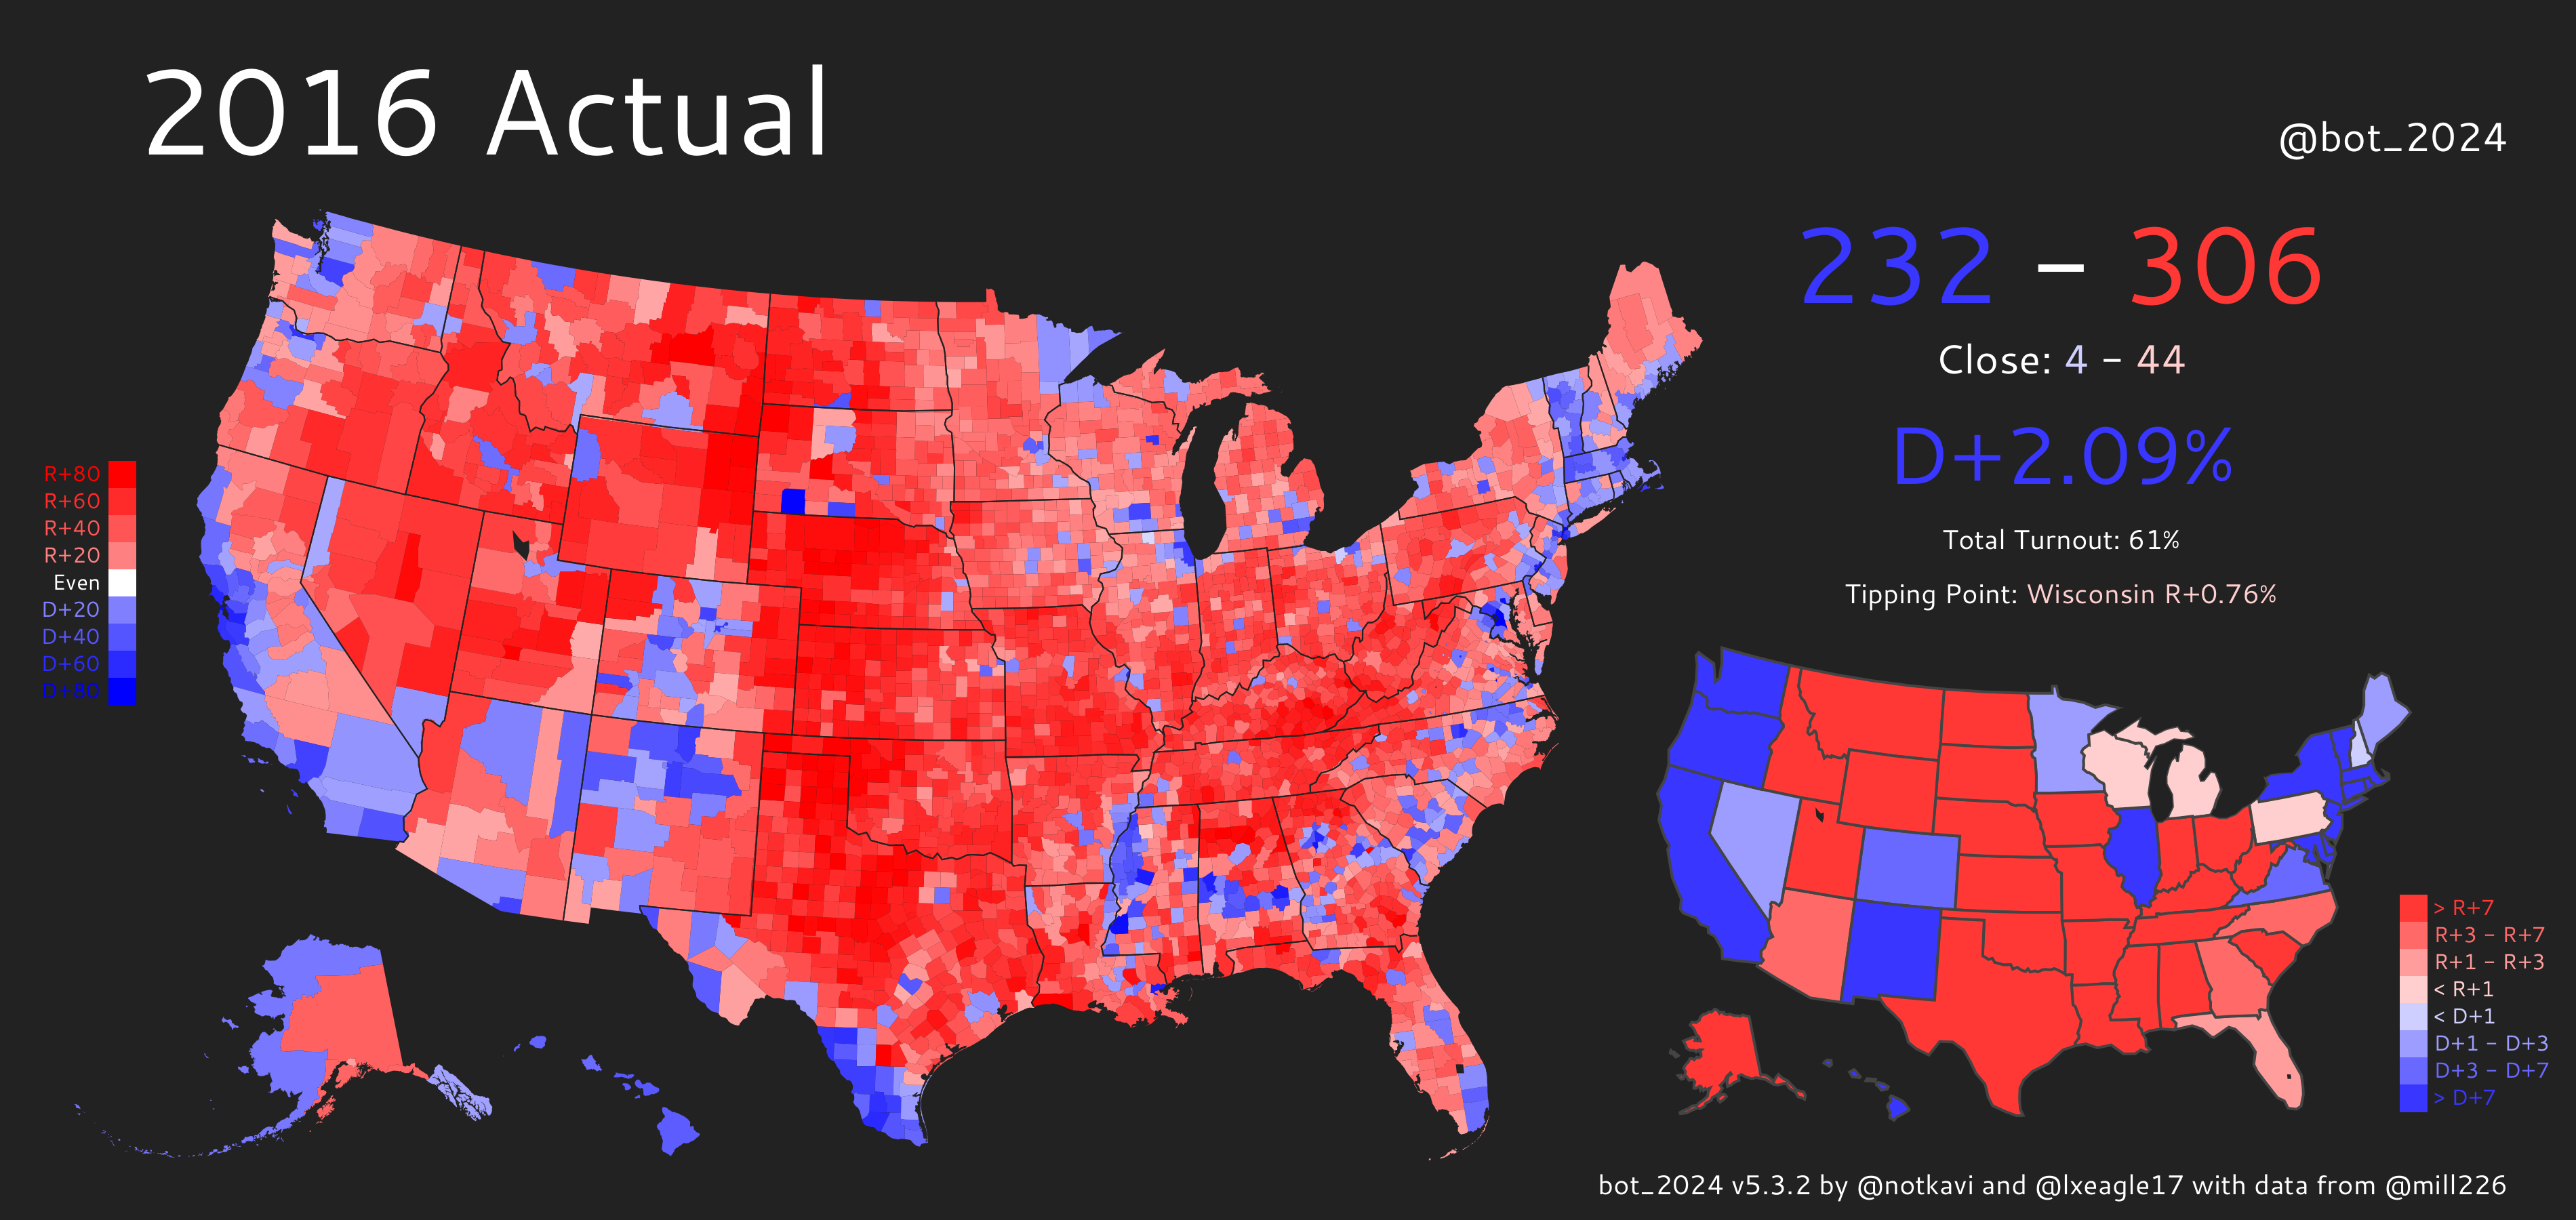 2016 Actual
@bot_2024
232 – 306
Close: 4 – 44
D+2.09%
Total Turnout: 61%
Tipping Point: Wisconsin R+0.76%
R+80
R+60
R+40
R+20
Even
D+20
D+40
D+60
D+80
> R+7
R+3 – R+7
R+1 – R+3
< R+1
< D+1
D+1 – D+3
D+3 – D+7
> D+7
bot_2024 v5.3.2 by @notkavi and @lxeagle17 with data from @mill226